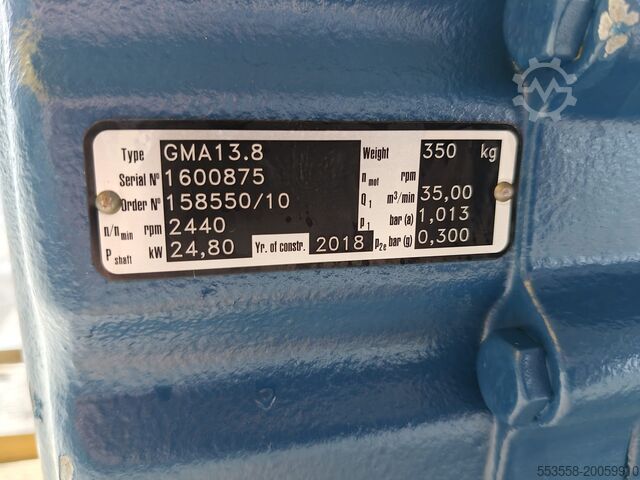 Type GMA13.8 Weight 350 kg
Serial Nº 1600875 n mot rpm
Order Nº 158550/10 Q1 m³/min 35,00
n/n min rpm 2440 p1 bar (a) 1,013
P shaft kW 24,80 Yr. of constr. 2018 p2e bar (g) 0,300
553558-20059910